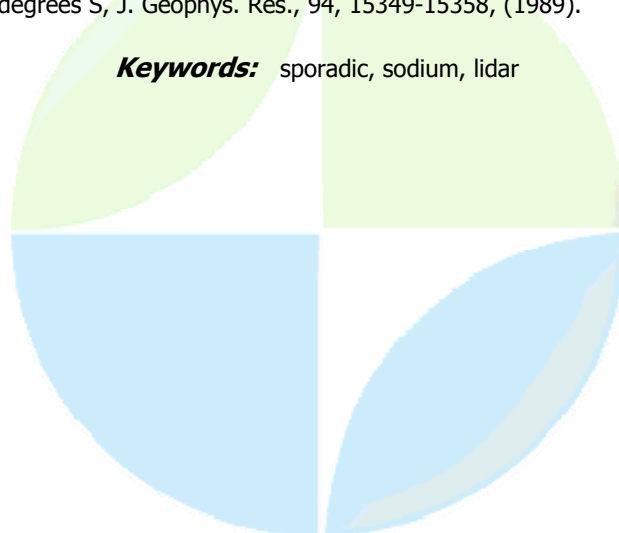 degrees S, J. Geophys. Res., 94, 15349-15358, (1989).
Keywords: sporadic, sodium, lidar